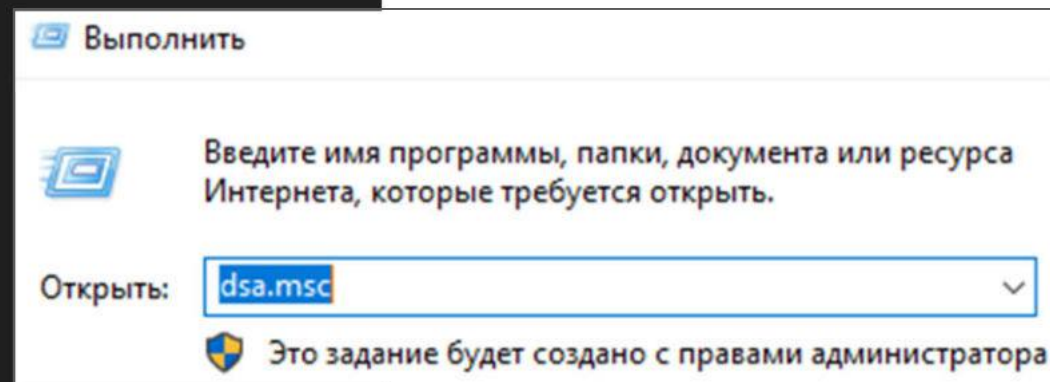 Выполнить
Введите имя программы, папки, документа или ресурса
Интернета, которые требуется открыть.
Открыть: dsa.msc
Это задание будет создано с правами администратора